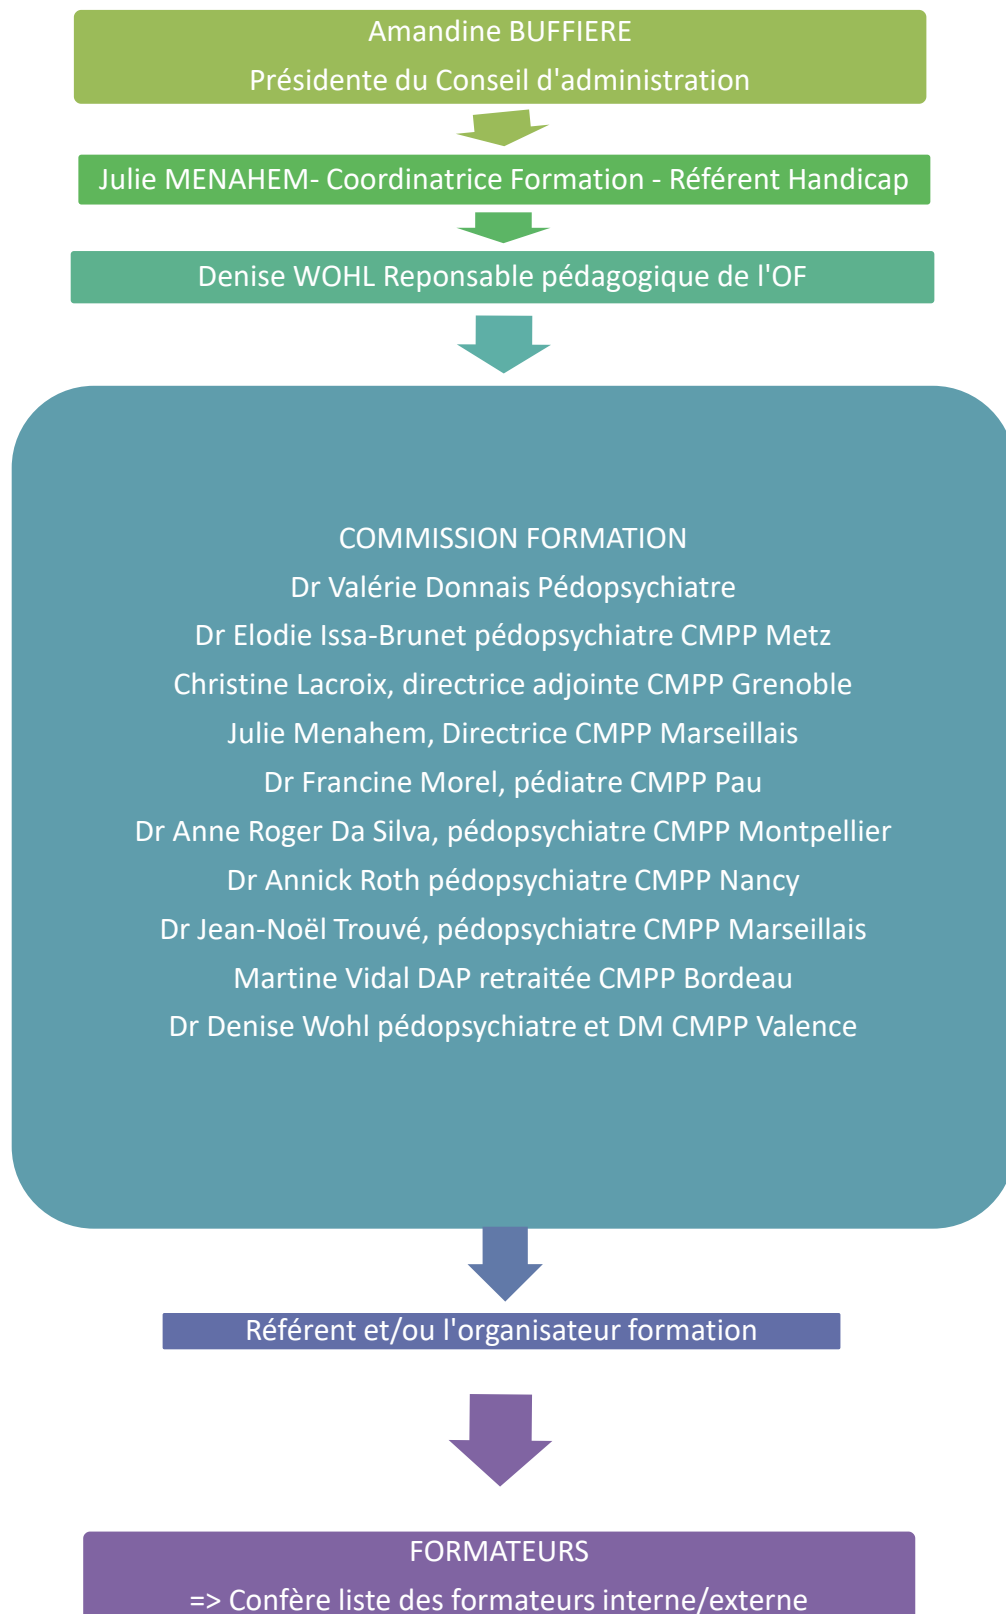 Amandine BUFFIERE
Présidente du Conseil d'administration
Julie MENAHEM- Coordinatrice Formation - Référent Handicap
Denise WOHL Reponsable pédagogique de l'OF
COMMISSION FORMATION
Dr Valérie Donnais Pédopsychiatre
Dr Elodie Issa-Brunet pédopsychiatre CMPP Metz
Christine Lacroix, directrice adjointe CMPP Grenoble
Julie Menahem, Directrice CMPP Marseillais
Dr Francine Morel, pédiatre CMPP Pau
Dr Anne Roger Da Silva, pédopsychiatre CMPP Montpellier
Dr Annick Roth pédopsychiatre CMPP Nancy
Dr Jean-Noël Trouvé, pédopsychiatre CMPP Marseillais
Martine Vidal DAP retraitée CMPP Bordeau
Dr Denise Wohl pédopsychiatre et DM CMPP Valence
Référent et/ou l'organisateur formation
FORMATEURS
=> Confère liste des formateurs interne/externe